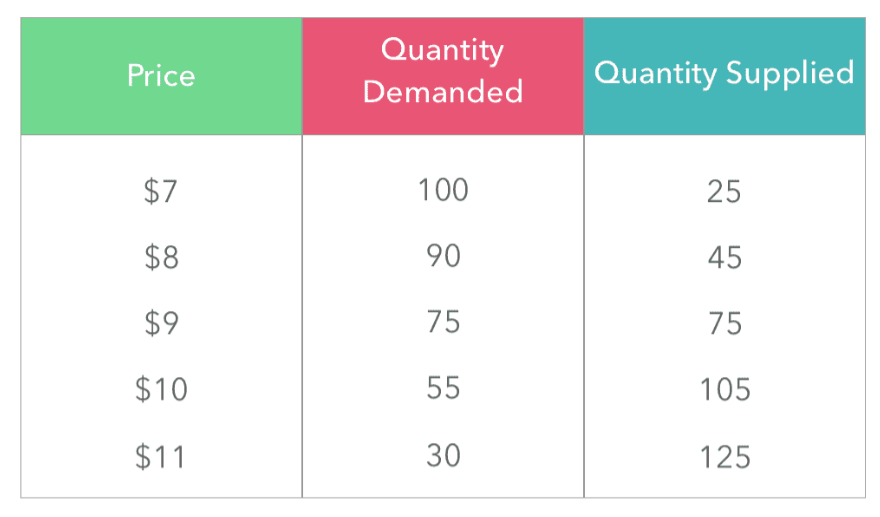 Price Quantity Demanded Quantity Supplied
$7 100 25
$8 90 45
$9 75 75
$10 55 105
$11 30 125